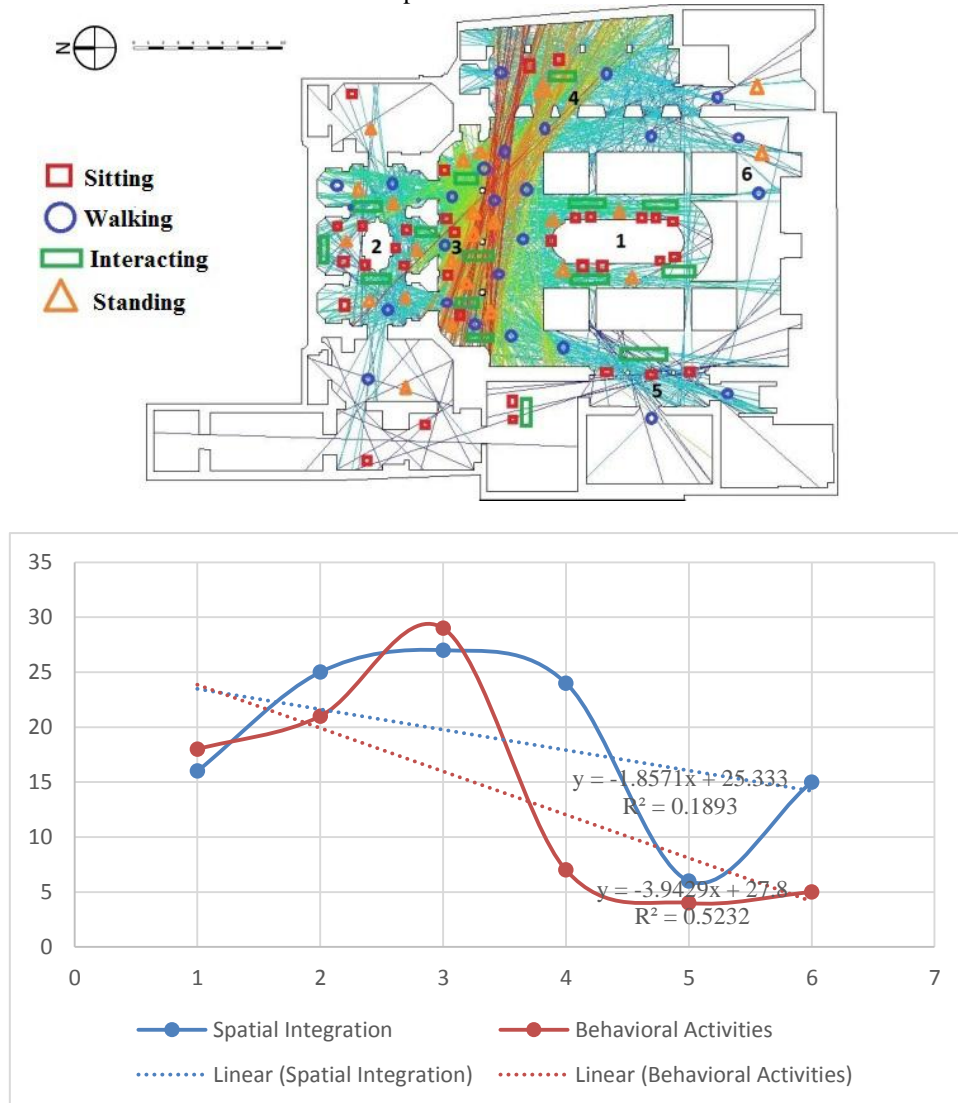 N
Sitting
Walking
Interacting
Standing
4
6
1
2
3
5
35
30
25
20
15
10
5
0
y = -1.8571x + 25.333
R² = 0.1893
y = -3.9429x + 27.8
R² = 0.5232
0 1 2 3 4 5 6 7
Spatial Integration Behavioral Activities
Linear (Spatial Integration) Linear (Behavioral Activities)